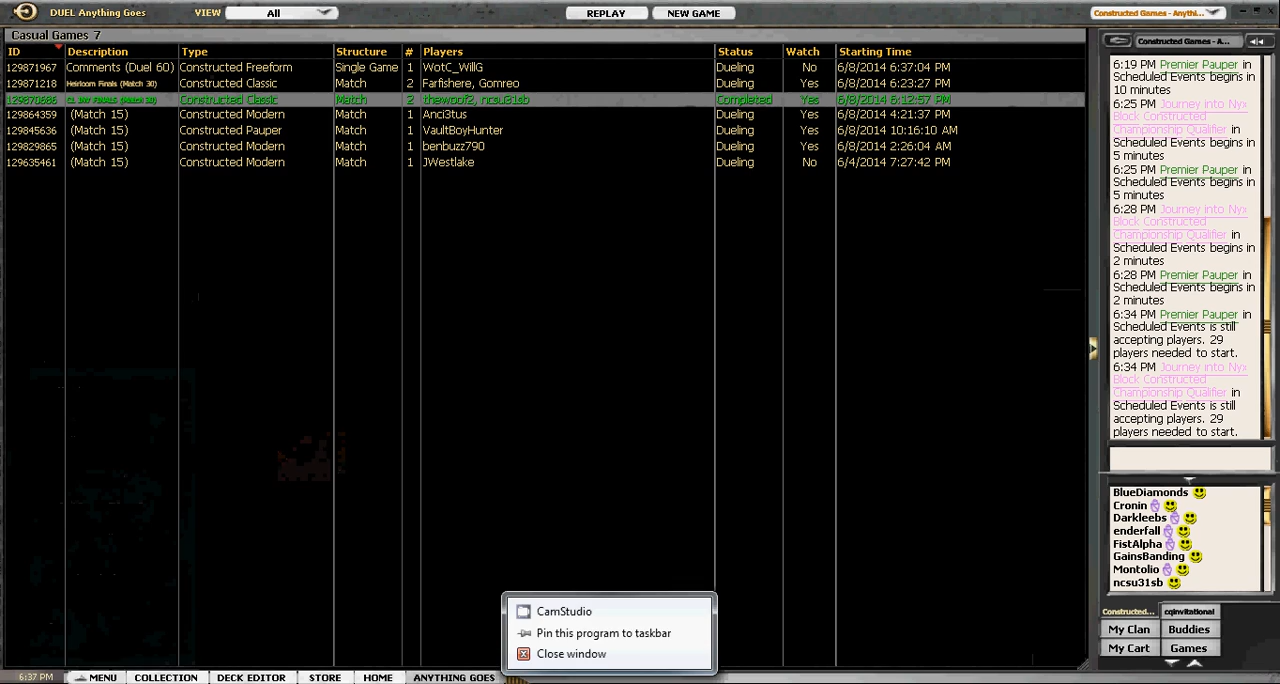 DUEL Anything Goes VIEW All REPLAY NEW GAME Constructed Games - Anythi...
Casual Games 7
ID Description Type Structure # Players Status Watch Starting Time
129871967 Comments (Duel 60) Constructed Freeform Single Game 1 WotC_WillG Dueling No 6/8/2014 6:37:04 PM
129871218 Heirloom Finals (Match 30) Constructed Classic Match 2 Farfishere, Gomreo Dueling Yes 6/8/2014 6:23:27 PM
129870686 FINALS (Match 30) Constructed Classic Match 2 thewoof2, ncsu31sb Completed Yes 6/8/2014 6:12:57 PM
129864359 (Match 15) Constructed Modern Match 1 Anci3tus Dueling Yes 6/8/2014 4:21:37 PM
129845636 (Match 15) Constructed Pauper Match 1 VaultBoyHunter Dueling Yes 6/8/2014 10:16:10 AM
129829865 (Match 15) Constructed Modern Match 1 benbuzz790 Dueling Yes 6/8/2014 2:26:04 AM
129635461 (Match 15) Constructed Modern Match 1 JWestlake Dueling No 6/4/2014 7:27:42 PM
Constructed Games - A...
6:19 PM Premier Pauper in
Scheduled Events begins in
10 minutes
6:25 PM Journey into Nyx
Block Constructed
Championship Qualifier in
Scheduled Events begins in
5 minutes
6:25 PM Premier Pauper in
Scheduled Events begins in
5 minutes
6:28 PM Journey into Nyx
Block Constructed
Championship Qualifier in
Scheduled Events begins in
2 minutes
6:28 PM Premier Pauper in
Scheduled Events begins in
2 minutes
6:34 PM Premier Pauper in
Scheduled Events is still
accepting players. 29
players needed to start.
6:34 PM Journey into Nyx
Block Constructed
Championship Qualifier in
Scheduled Events is still
accepting players. 29
players needed to start.
BlueDiamonds
Cronin
Darkleebs
enderfall
FistAlpha
GainsBanding
Montolio
ncsu31sb
Constructed... cqinvitational
My Clan Buddies
My Cart Games
CamStudio
Pin this program to taskbar
Close window
6:37 PM MENU COLLECTION DECK EDITOR STORE HOME ANYTHING GOES